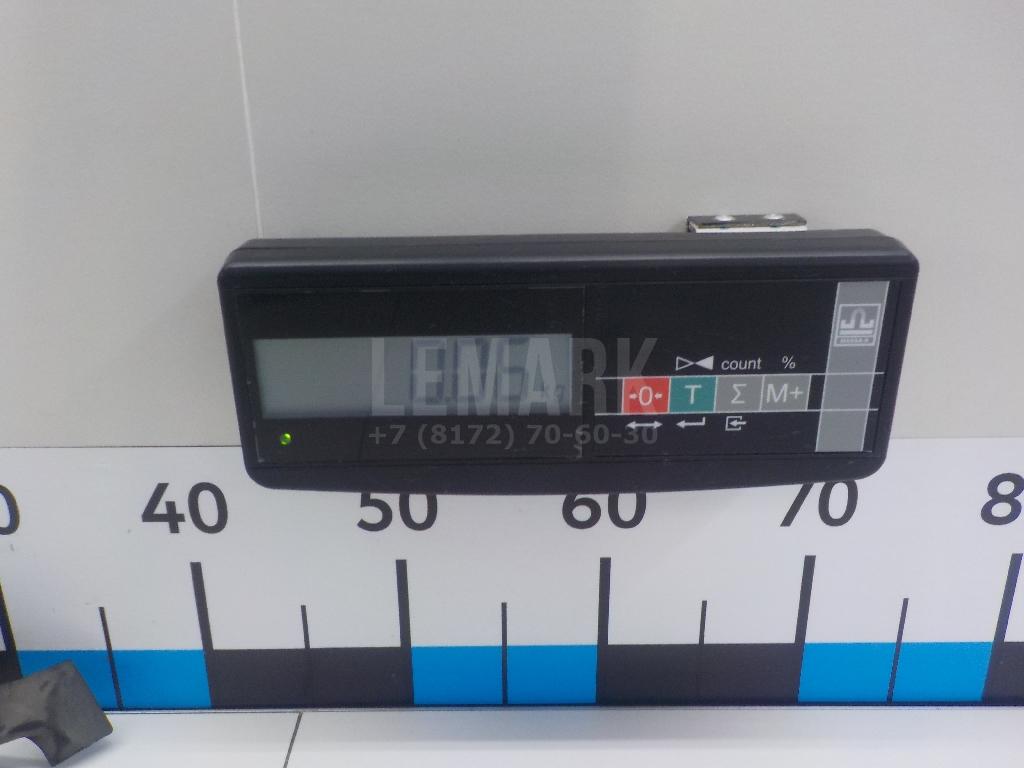 LEMARK
count %
0 T Σ M+
+7 (8172) 70-60-30
40 50 60 70